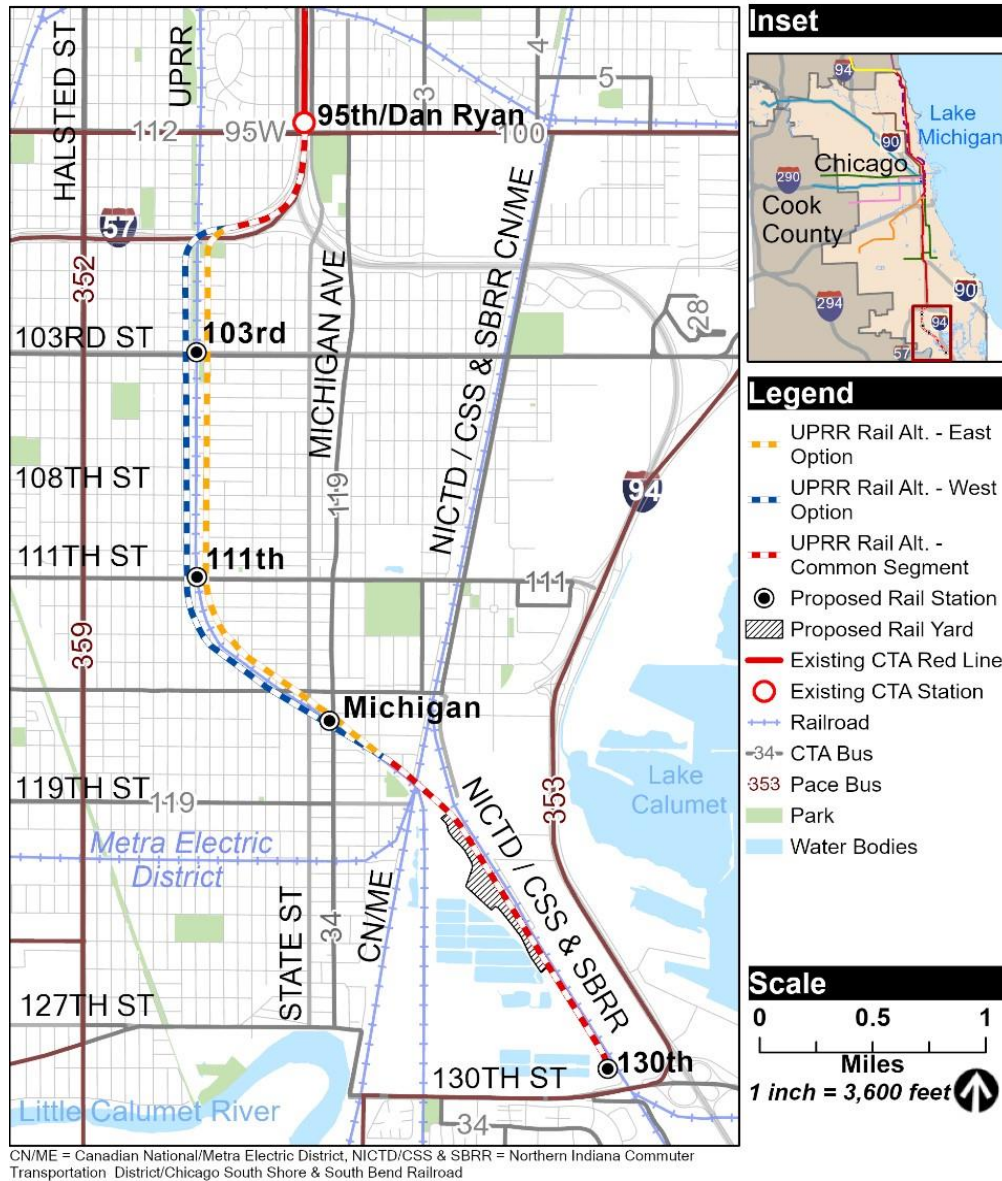 HALSTED ST
UPRR
4
5
3
95th/Dan Ryan
112
95W
100
57
352
MICHIGAN AVE
NICTD / CSS & SBRR CN/ME
28
103rd
103RD ST
108TH ST
119
94
111th
111TH ST
111
359
Michigan
119TH ST
119
353
Lake
Calumet
Metra Electric
District
NICTD / CSS & SBRR
STATE ST
34
CN/ME
127TH ST
130th
130TH ST
Little Calumet River
34
CN/ME = Canadian National/Metra Electric District, NICTD/CSS & SBRR = Northern Indiana Commuter
Transportation District/Chicago South Shore & South Bend Railroad
Inset
94
Lake
Michigan
90
Chicago
290
Cook
County
294
90
94
57
Legend
UPRR Rail Alt. - East
Option
UPRR Rail Alt. - West
Option
UPRR Rail Alt. -
Common Segment
Proposed Rail Station
Proposed Rail Yard
Existing CTA Red Line
Existing CTA Station
Railroad
34 CTA Bus
353 Pace Bus
Park
Water Bodies
Scale
0 0.5 1
Miles
1 inch = 3,600 feet